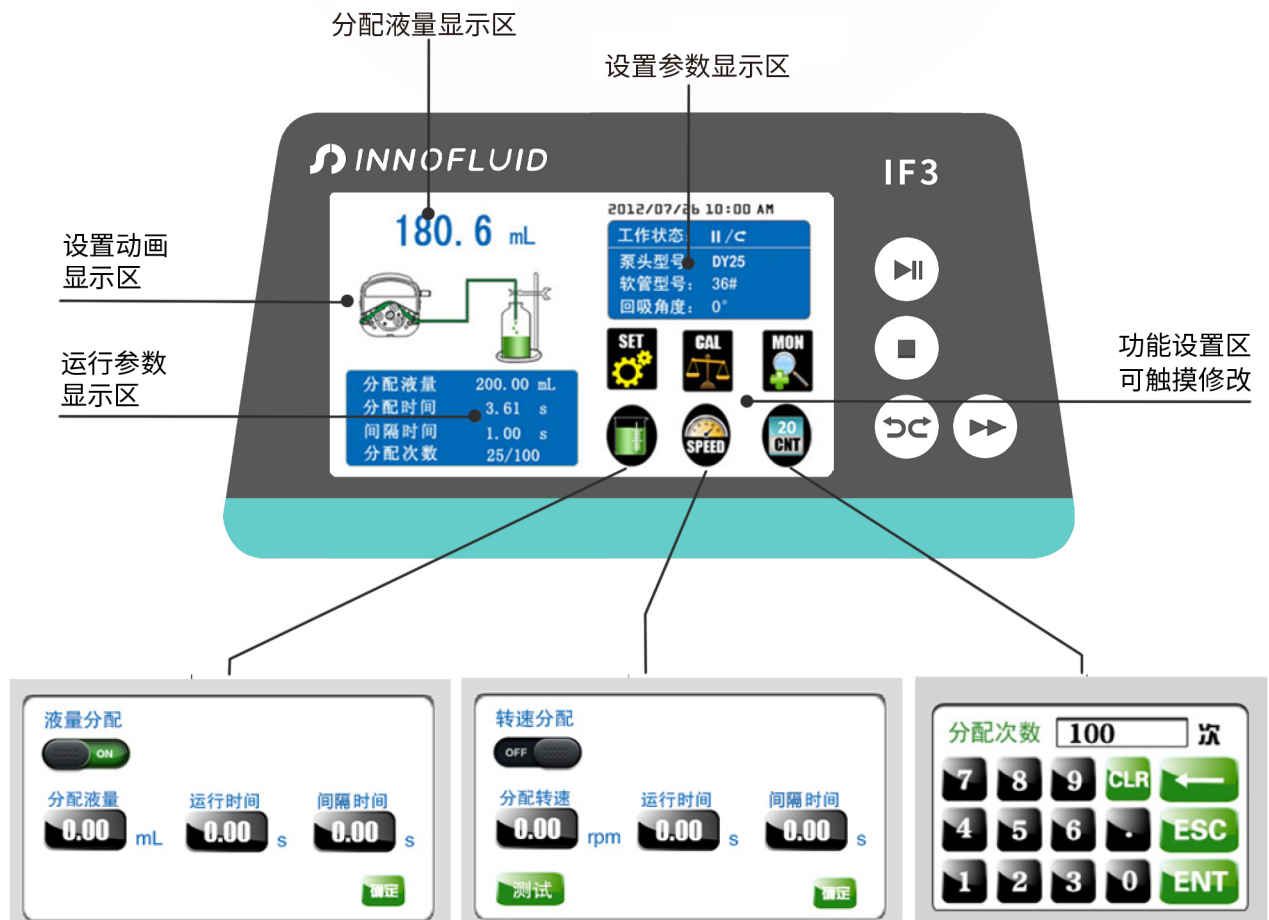 分配液量显示区
设置参数显示区
INNOFLUID
IF3
设置动画
显示区
运行参数
显示区
功能设置区
可触摸修改
180.6 mL
2012/07/26 10:00 AM
工作状态: /
泵头型号 DY25
软管型号: 36#
回吸角度: 0°
SET
CAL
MON
分配液量 200.00 mL
分配时间 3.61 s
间隔时间 1.00 s
分配次数 25/100
SPEED
20
CNT
液量分配
ON
分配液量 运行时间 间隔时间
0.00 mL 0.00 s 0.00 s
确定
转速分配
OFF
分配转速 运行时间 间隔时间
0.00 rpm 0.00 s 0.00 s
测试 确定
分配次数 100 次
7 8 9 CLR ←
4 5 6 . ESC
1 2 3 0 ENT